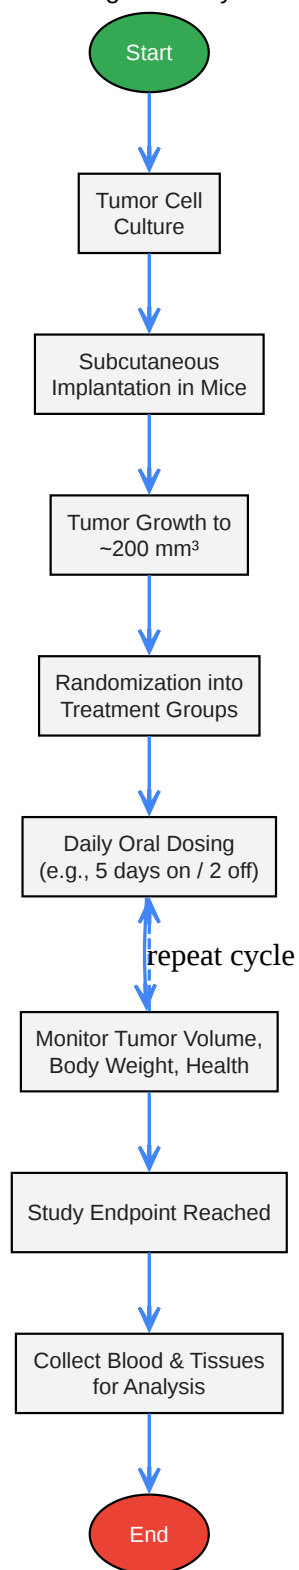 Start
Tumor Cell
Culture
Subcutaneous
Implantation in Mice
Tumor Growth to
~200 mm³
Randomization into
Treatment Groups
Daily Oral Dosing
(e.g., 5 days on / 2 off)
repeat cycle
Monitor Tumor Volume,
Body Weight, Health
Study Endpoint Reached
Collect Blood & Tissues
for Analysis
End